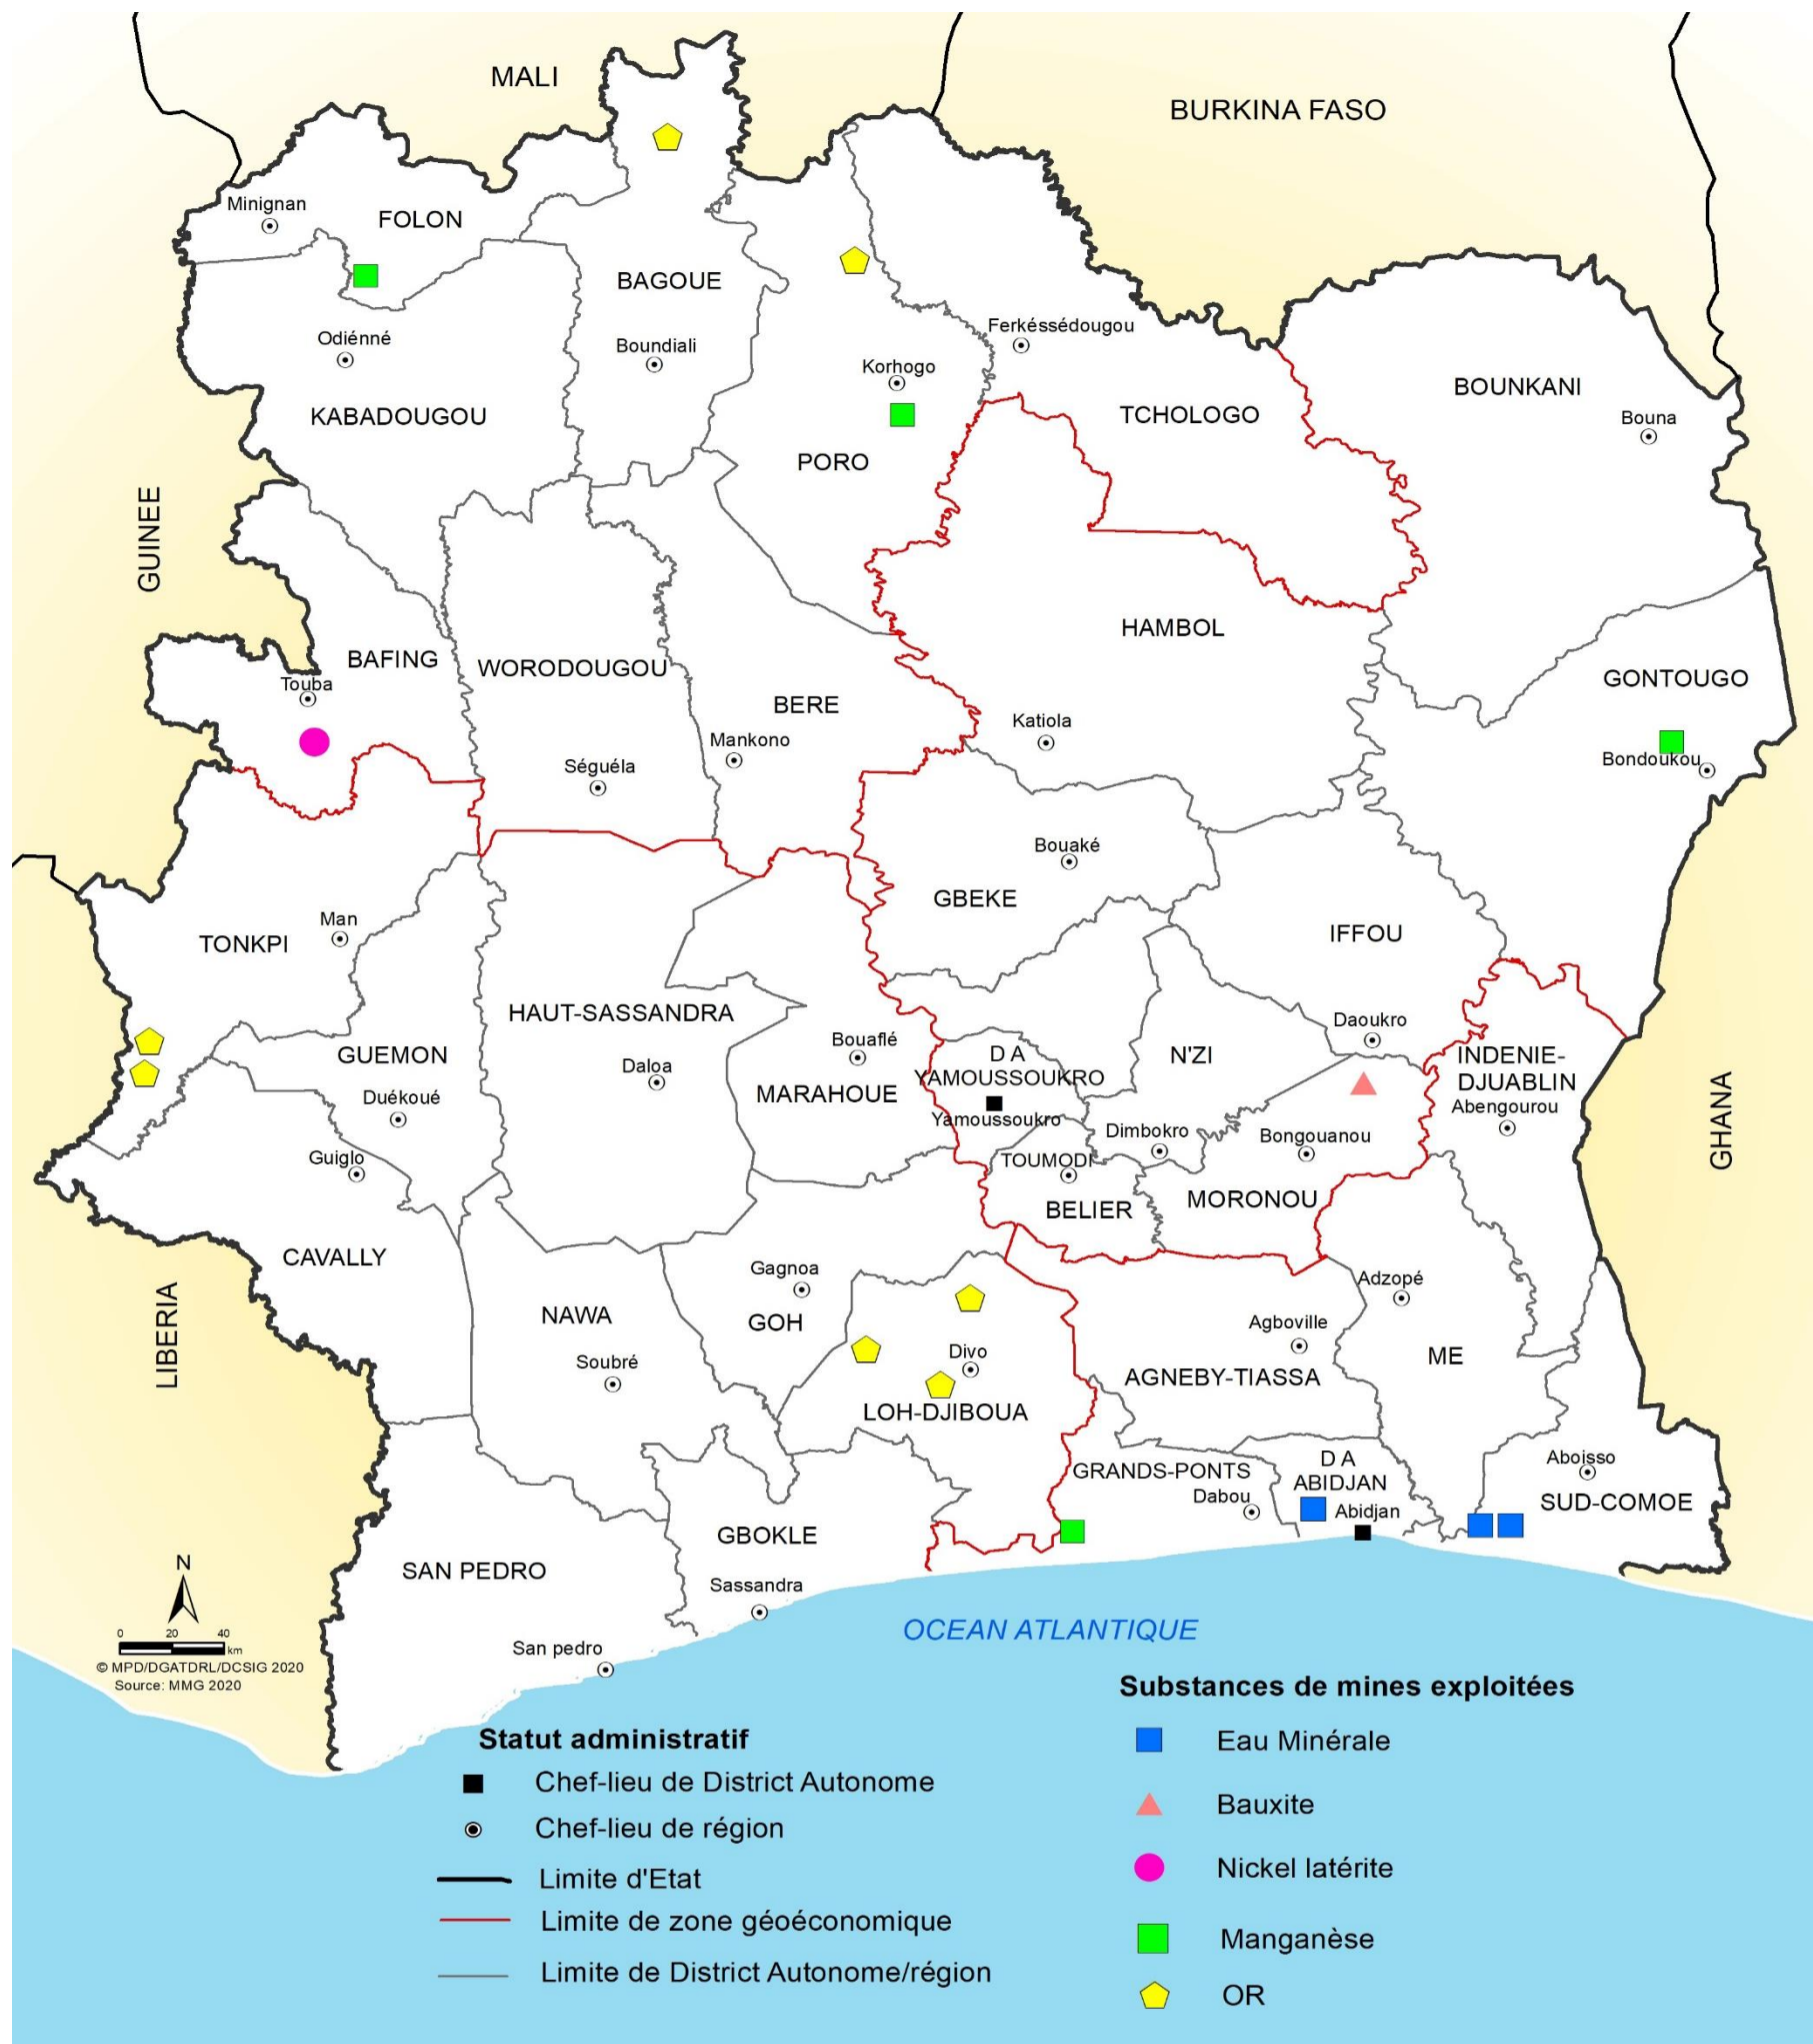 MALI
BURKINA FASO
Minignan
FOLON
BAGOUE
Odiénné
Boundiali
Korhogo
Ferkéssédougou
KABADOUGOU
TCHOLOGO
BOUNKANI
Bouna
PORO
GUINEE
HAMBOL
BAFING
Touba
WORODOUGOU
BERE
GONTOUGO
Katiola
Mankono
Séguéla
Bondoukou
Bouaké
GBEKE
Man
TONKPI
IFFOU
HAUT-SASSANDRA
Daoukro
Bouaflé
D A
YAMOUSSOUKRO
Yamoussoukro
N'ZI
INDENIE-
DJUABLIN
Abengourou
GUEMON
Daloa
MARAHOUE
Duékoué
Dimbokro
Bongouanou
GHANA
Guiglo
TOUMODI
BELIER
MORONOU
CAVALLY
Gagnoa
Adzopé
LIBERIA
NAWA
GOH
Agboville
Soubré
Divo
ME
AGNEBY-TIASSA
LOH-DJIBOUA
GRANDS-PONTS
Dabou
D A
ABIDJAN
Abidjan
Aboisso
SUD-COMOE
GBOKLE
SAN PEDRO
Sassandra
San pedro
OCEAN ATLANTIQUE
N
0 20 40
km
© MPD/DGATDRL/DCSIG 2020
Source: MMG 2020
Statut administratif
Chef-lieu de District Autonome
Chef-lieu de région
Limite d'Etat
Limite de zone géoéconomique
Limite de District Autonome/région
Substances de mines exploitées
Eau Minérale
Bauxite
Nickel latérite
Manganèse
OR